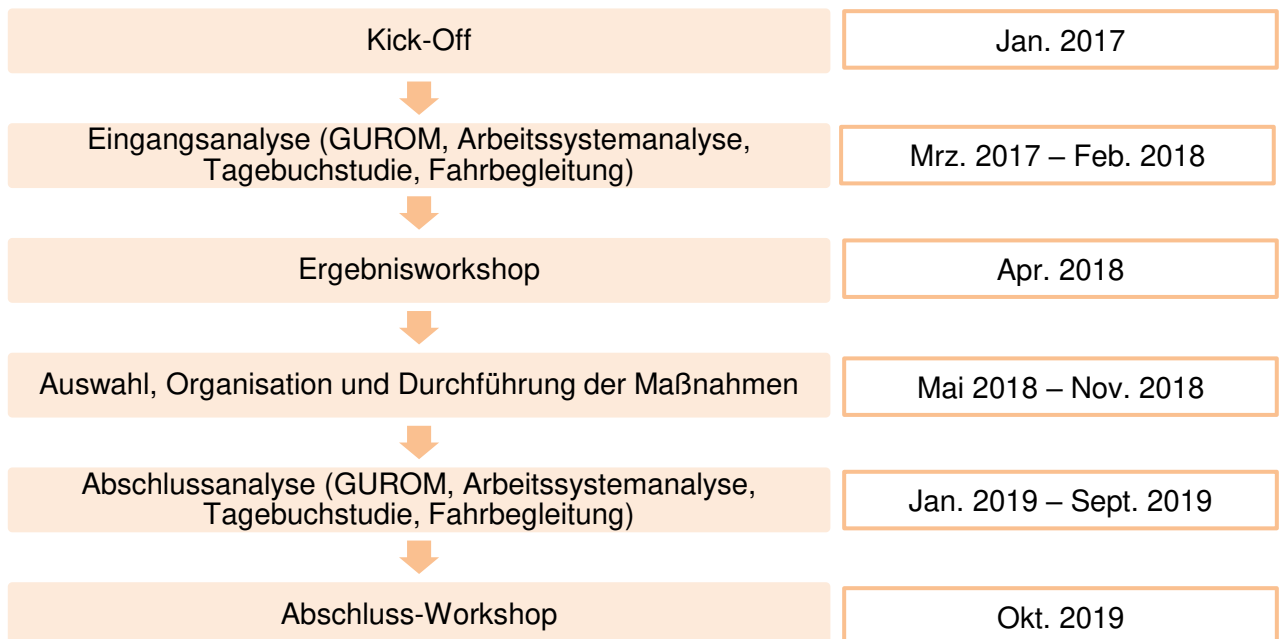 Kick-Off
Jan. 2017
Eingangsanalyse (GUROM, Arbeitssystemanalyse,
Tagebuchstudie, Fahrbegleitung)
Mrz. 2017 – Feb. 2018
Ergebnisworkshop
Apr. 2018
Auswahl, Organisation und Durchführung der Maßnahmen
Mai 2018 – Nov. 2018
Abschlussanalyse (GUROM, Arbeitssystemanalyse,
Tagebuchstudie, Fahrbegleitung)
Jan. 2019 – Sept. 2019
Abschluss-Workshop
Okt. 2019